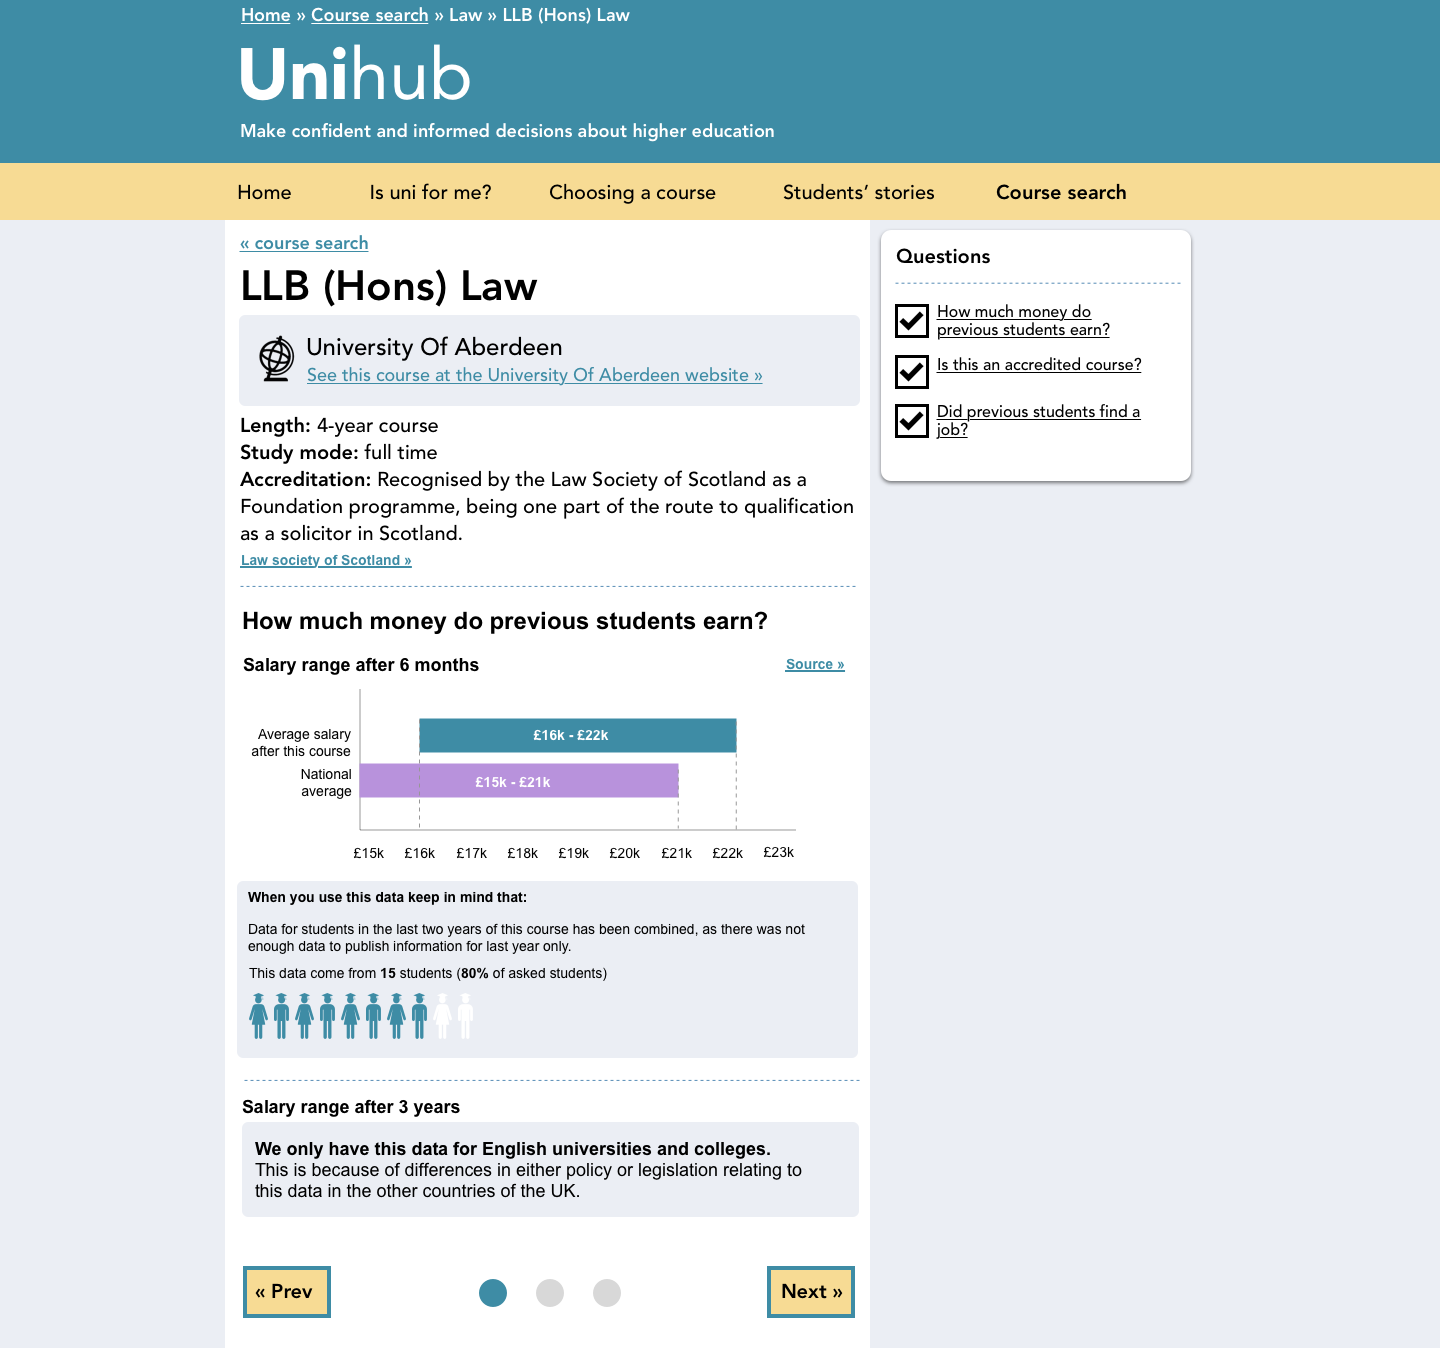 Home » Course search » Law » LLB (Hons) Law
Unihub
Make confident and informed decisions about higher education
Home Is uni for me? Choosing a course Students’ stories Course search
« course search
LLB (Hons) Law
University Of Aberdeen
See this course at the University Of Aberdeen website »
Length: 4-year course
Study mode: full time
Accreditation: Recognised by the Law Society of Scotland as a
Foundation programme, being one part of the route to qualification
as a solicitor in Scotland.
Law society of Scotland »
How much money do previous students earn?
Salary range after 6 months
Source »
Average salary
after this course
£16k - £22k
National
average
£15k - £21k
£15k £16k £17k £18k £19k £20k £21k £22k £23k
When you use this data keep in mind that:
Data for students in the last two years of this course has been combined, as there was not
enough data to publish information for last year only.
This data come from 15 students (80% of asked students)
Salary range after 3 years
We only have this data for English universities and colleges.
This is because of differences in either policy or legislation relating to
this data in the other countries of the UK.
« Prev
Next »
Questions
How much money do
previous students earn?
Is this an accredited course?
Did previous students find a
job?